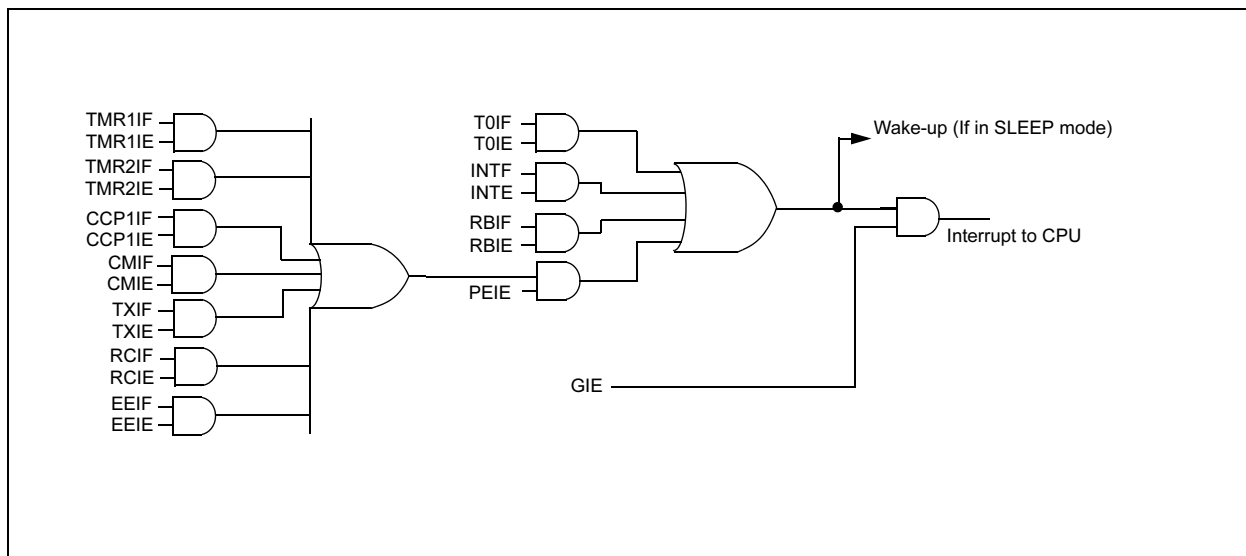 TMR1IF
TMR1IE
TMR2IF
TMR2IE
CCP1IF
CCP1IE
CMIF
CMIE
TXIF
TXIE
RCIF
RCIE
EEIF
EEIE
T0IF
T0IE
INTF
INTE
RBIF
RBIE
PEIE
GIE
Wake-up (If in SLEEP mode)
Interrupt to CPU